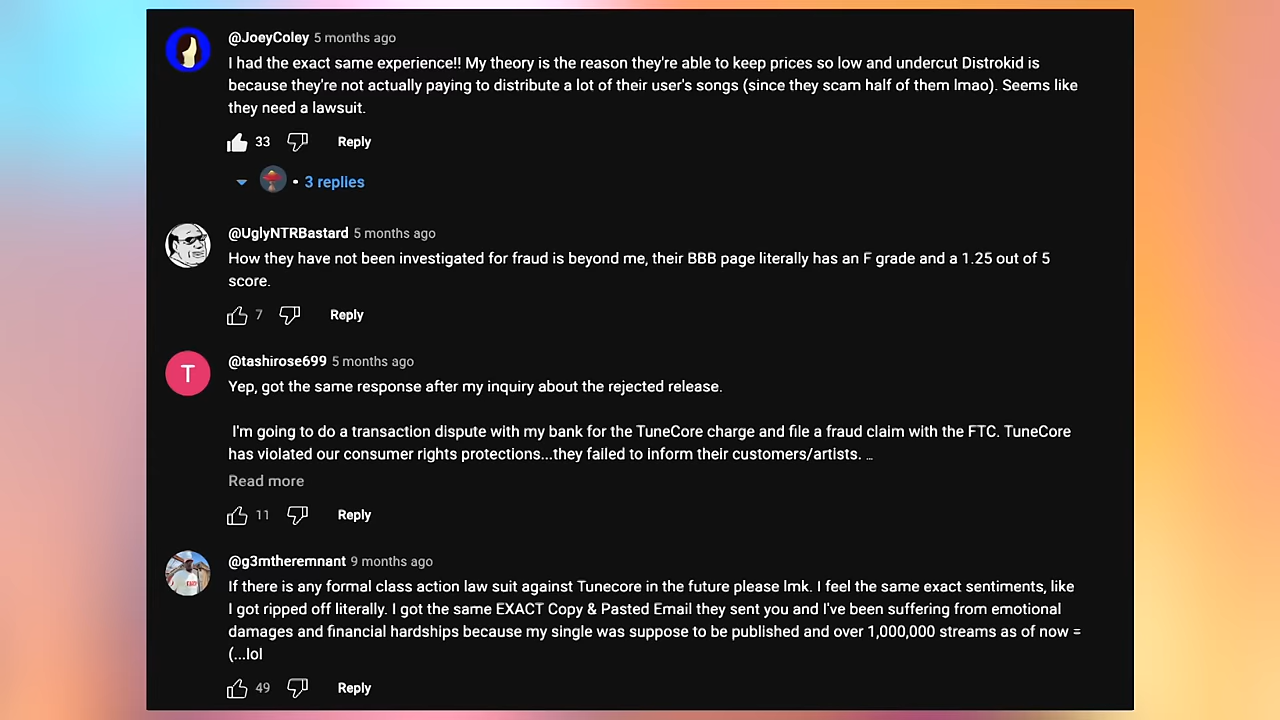 @JoeyColey 5 months ago
I had the exact same experience!! My theory is the reason they're able to keep prices so low and undercut Distrokid is
because they're not actually paying to distribute a lot of their user's songs (since they scam half of them lmao). Seems like
they need a lawsuit.
33 Reply
• 3 replies
@UglyNTRBastard 5 months ago
How they have not been investigated for fraud is beyond me, their BBB page literally has an F grade and a 1.25 out of 5
score.
7 Reply
T
@tashirose699 5 months ago
Yep, got the same response after my inquiry about the rejected release.
I'm going to do a transaction dispute with my bank for the TuneCore charge and file a fraud claim with the FTC. TuneCore
has violated our consumer rights protections...they failed to inform their customers/artists. ...
Read more
11 Reply
@g3mtheremnant 9 months ago
If there is any formal class action law suit against Tunecore in the future please lmk. I feel the same exact sentiments, like
I got ripped off literally. I got the same EXACT Copy & Pasted Email they sent you and I've been suffering from emotional
damages and financial hardships because my single was suppose to be published and over 1,000,000 streams as of now =
(...lol
49 Reply